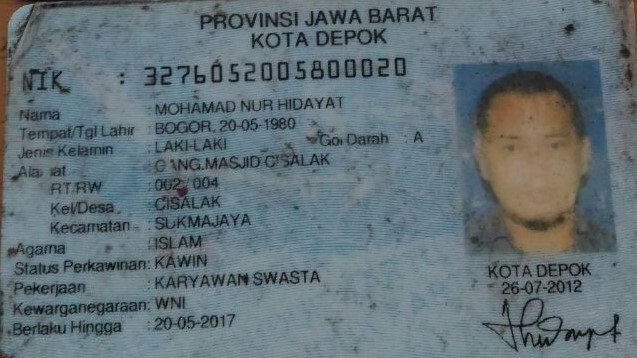 PROVINSI JAWA BARAT
KOTA DEPOK
NIK : 3276052005800020
Nama : MOHAMAD NUR HIDAYAT
Tempat/Tgl Lahir : BOGOR, 20-05-1980
Jenis Kelamin : LAKI-LAKI Gol Darah : A
Alamat : GANG.MASJID CISALAK
RT/RW : 002 / 004
Kel/Desa : CISALAK
Kecamatan : SUKMAJAYA
Agama : ISLAM
Status Perkawinan: KAWIN
Pekerjaan : KARYAWAN SWASTA
Kewarganegaraan: WNI
Berlaku Hingga : 20-05-2017
KOTA DEPOK
26-07-2012